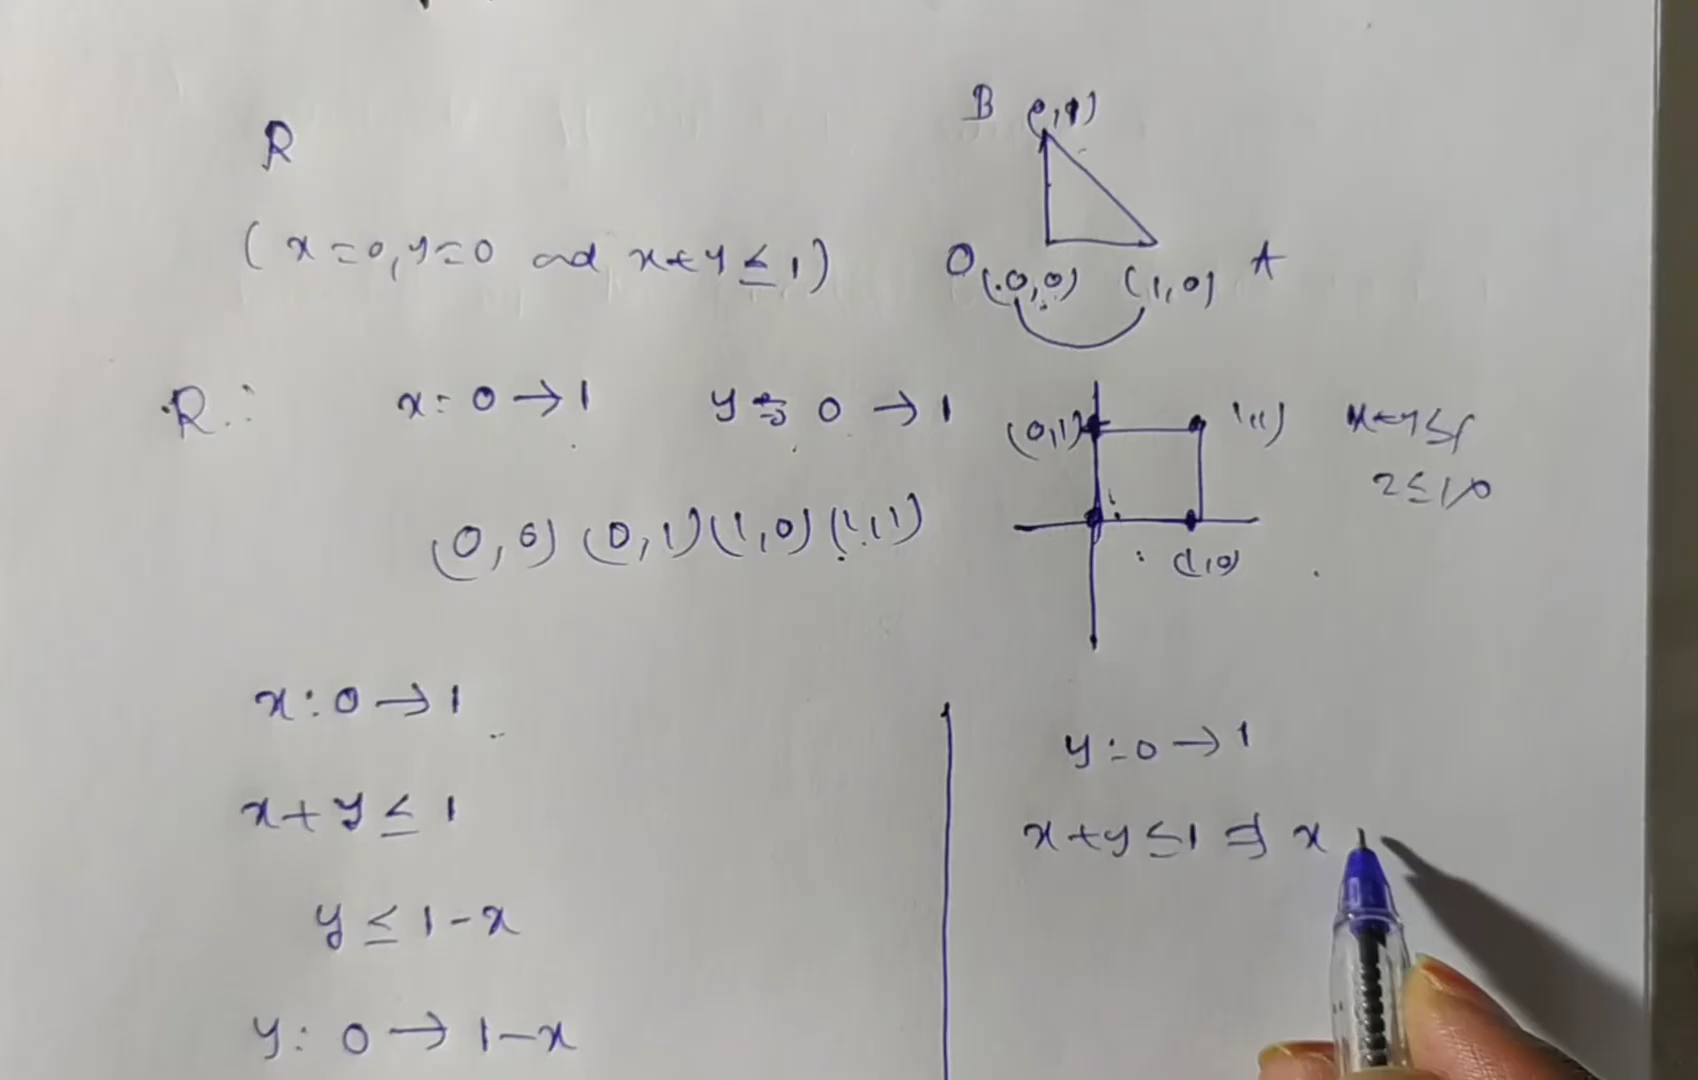 R
B (0,1)
(x=0, y=0 and x+y ≤ 1)
O (0,0) (1,0) A
R: x: 0 → 1 y: 0 → 1
(0,1) (1,1) x+y ≤ 1
2 ≤ 1
(0,0) (0,1) (1,0) (1,1)
(1,0)
x: 0 → 1
y: 0 → 1
x + y ≤ 1
x + y ≤ 1 ⇒ x
y ≤ 1 - x
y: 0 → 1 - x